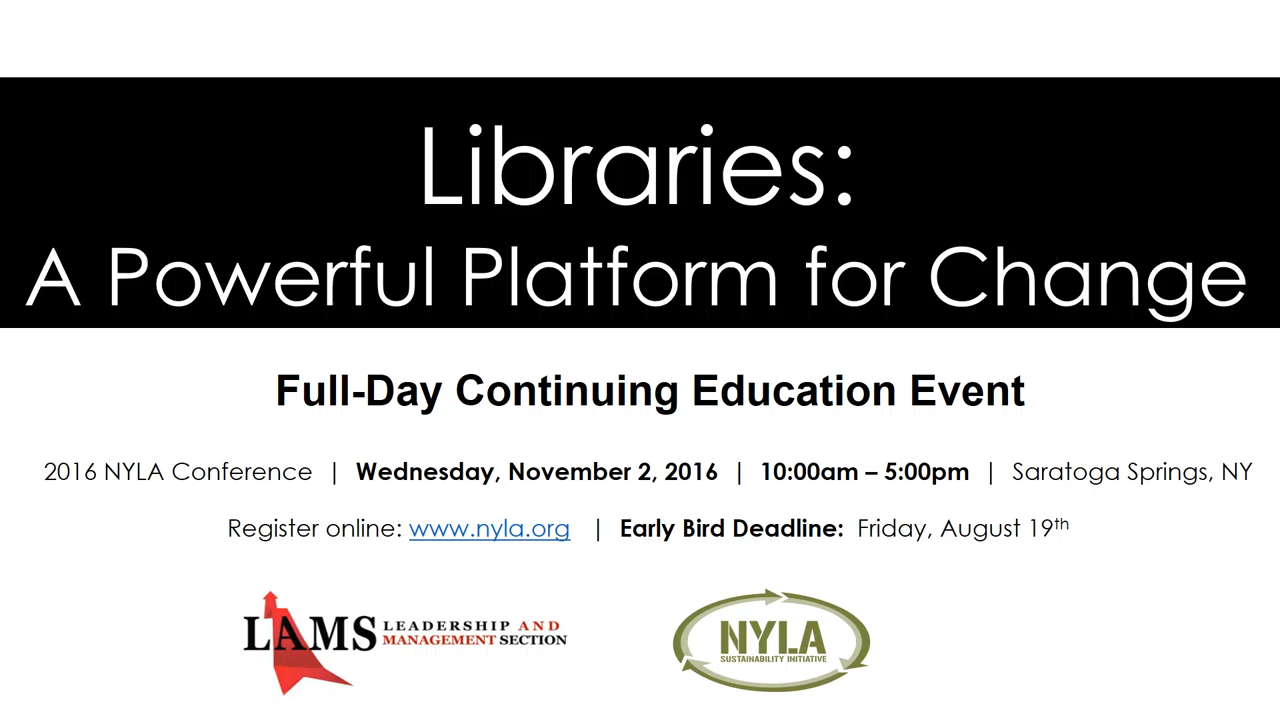 Libraries:
A Powerful Platform for Change
Full-Day Continuing Education Event
2016 NYLA Conference | Wednesday, November 2, 2016 | 10:00am – 5:00pm | Saratoga Springs, NY
Register online: www.nyla.org | Early Bird Deadline: Friday, August 19th
LAMS LEADERSHIP AND
MANAGEMENT SECTION
NYLA
SUSTAINABILITY INITIATIVE